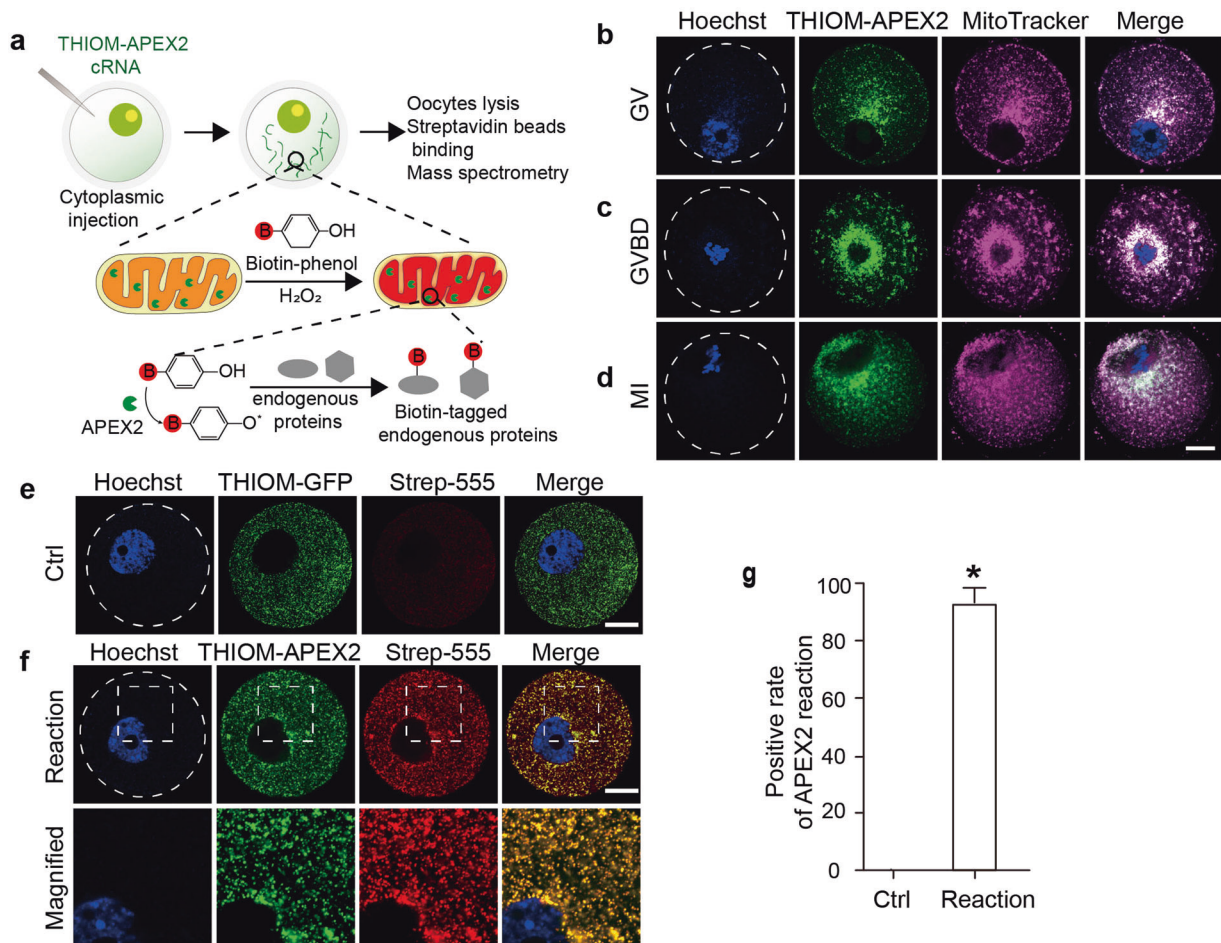 a
THIOM-APEX2
cRNA
Cytoplasmic
injection
Oocytes lysis
Streptavidin beads
binding
Mass spectrometry
B
OH
Biotin-phenol
H₂O₂
B
OH
APEX2
B
O*
endogenous
proteins
B
B
Biotin-tagged
endogenous proteins
b
Hoechst THIOM-APEX2 MitoTracker Merge
GV
c
GVBD
d
MI
e
Hoechst THIOM-GFP Strep-555 Merge
Ctrl
f
Hoechst THIOM-APEX2 Strep-555 Merge
Reaction
Magnified
g
Positive rate
of APEX2 reaction
100
80
60
40
20
0
*
Ctrl Reaction